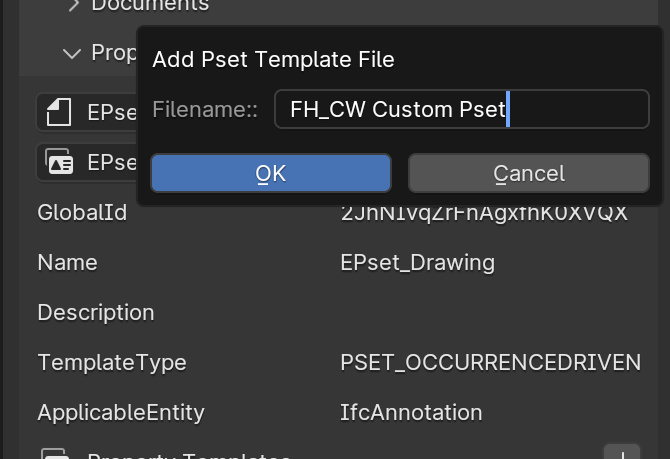 Documents
Prop
Add Pset Template File
Filename:: FH_CW Custom Pset
OK Cancel
EPse
EPse
GlobalId
Name EPset_Drawing
Description
TemplateType PSET_OCCURRENCEDRIVEN
ApplicableEntity IfcAnnotation
Property Templates